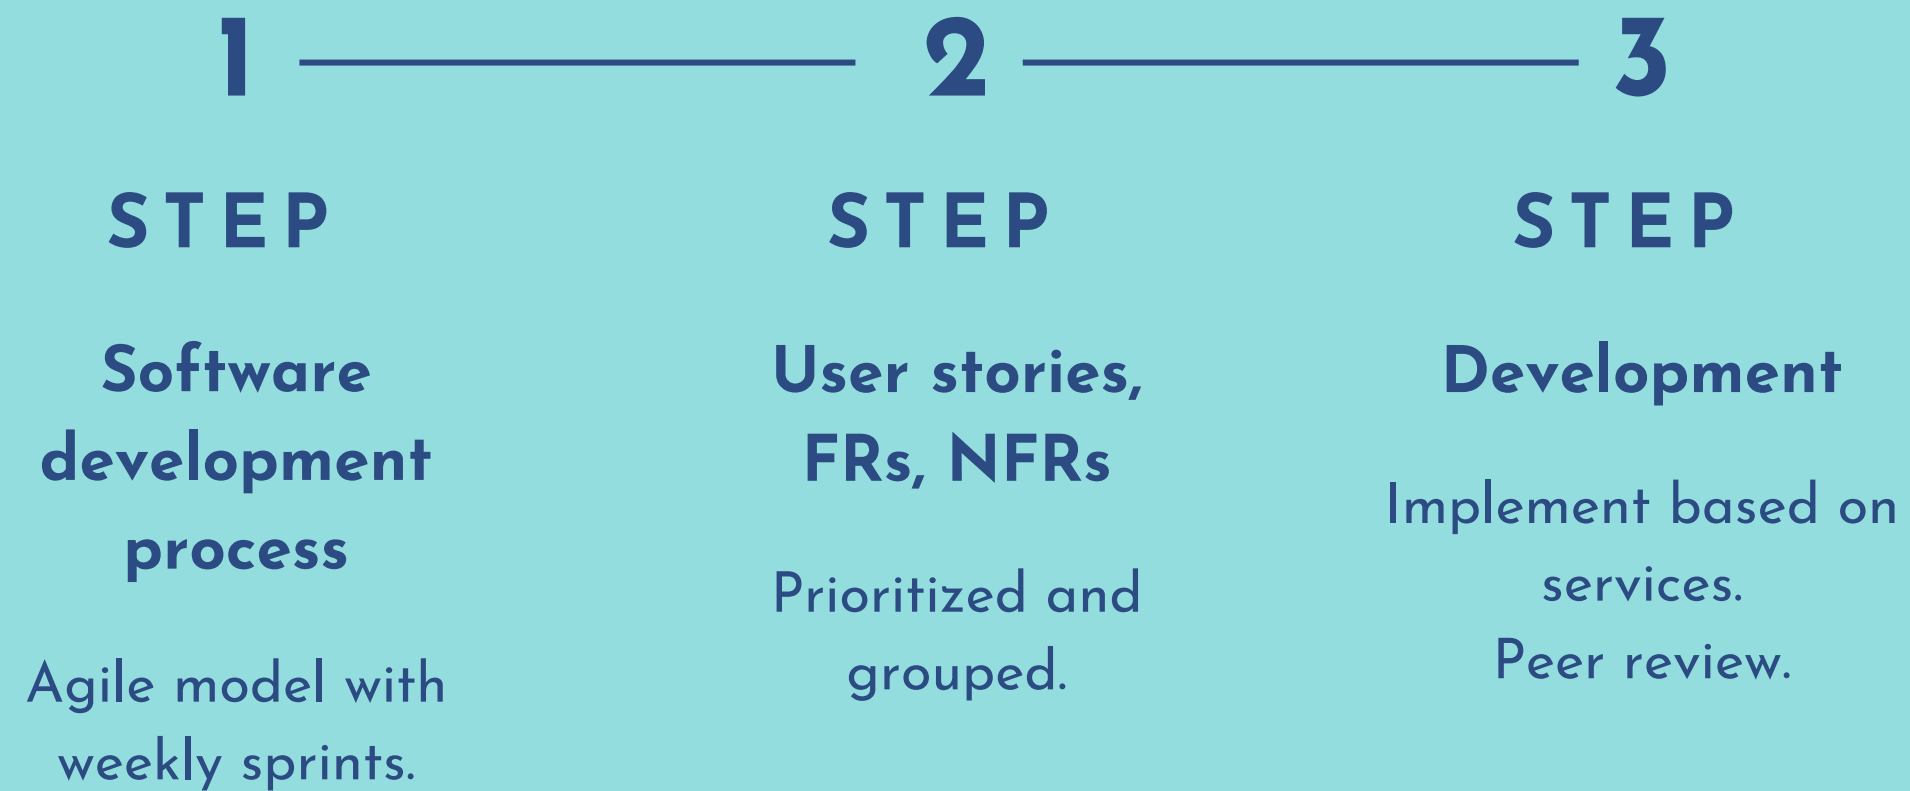 1
2
3
STEP
STEP
STEP
Software
development
process
Agile model with
weekly sprints.
User stories,
FRs, NFRs
Prioritized and
grouped.
Development
Implement based on
services.
Peer review.